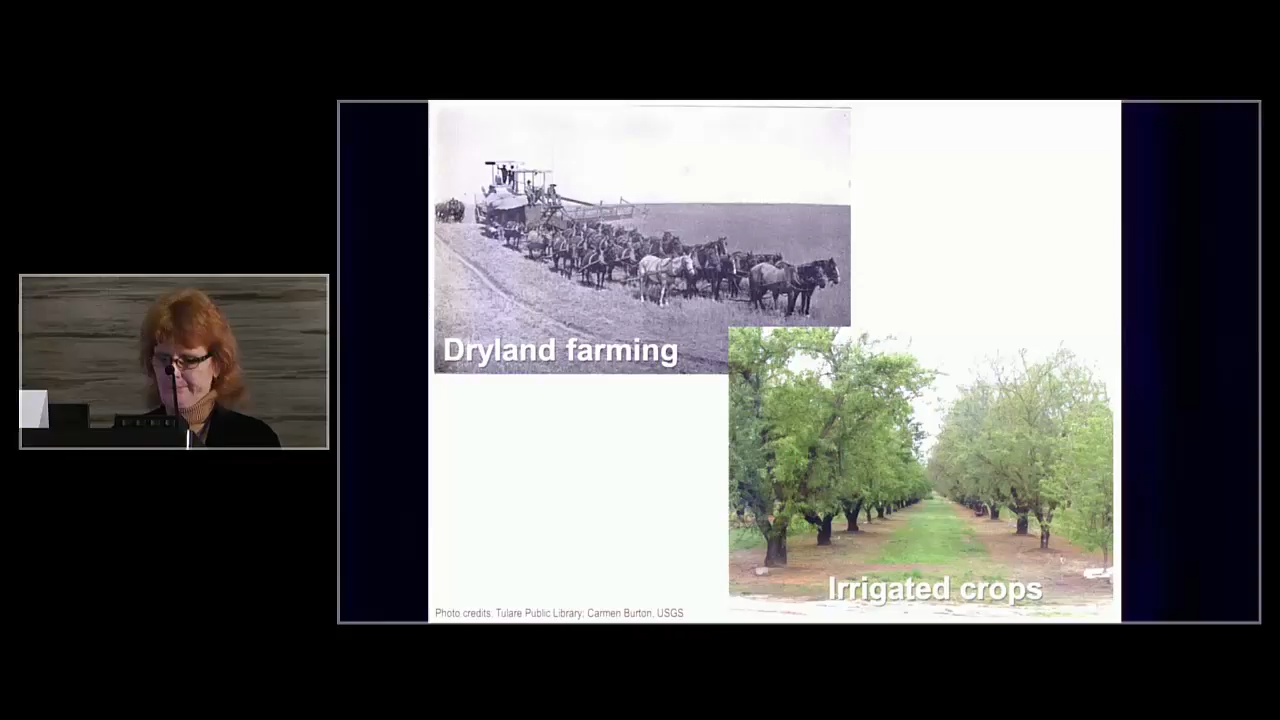 Dryland farming
Irrigated crops
Photo credits: Tulare Public Library; Carmen Burton, USGS